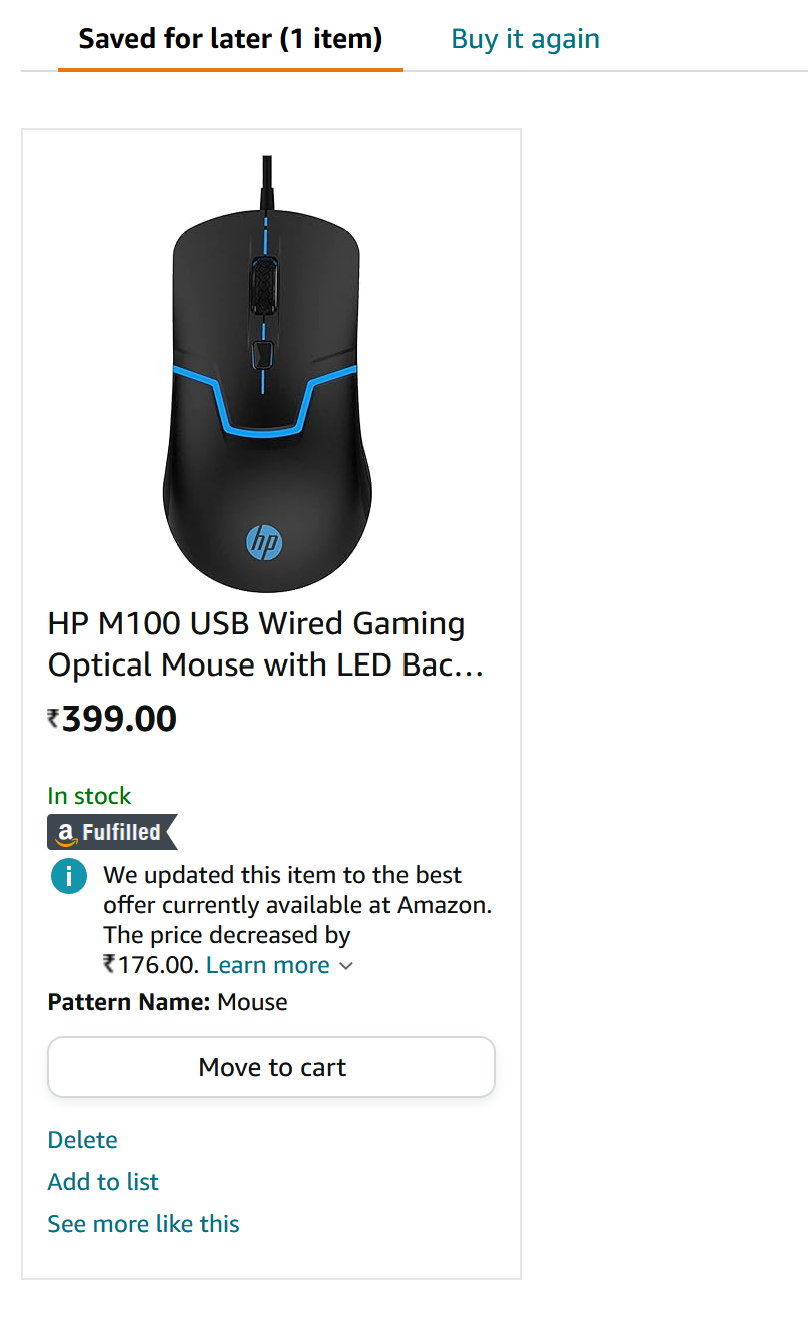 Saved for later (1 item)
Buy it again
hp
HP M100 USB Wired Gaming
Optical Mouse with LED Bac...
₹399.00
In stock
a Fulfilled
i We updated this item to the best
offer currently available at Amazon.
The price decreased by
₹176.00. Learn more
Pattern Name: Mouse
Move to cart
Delete
Add to list
See more like this